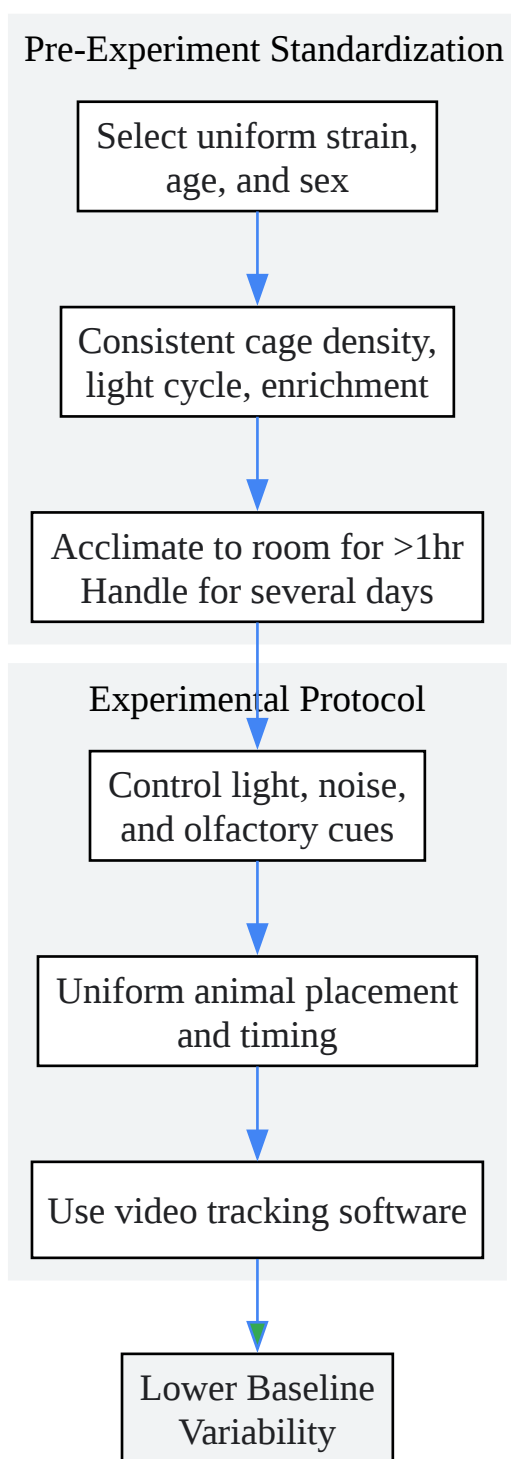 Pre-Experiment Standardization
Select uniform strain,
age, and sex
Consistent cage density,
light cycle, enrichment
Acclimate to room for >1hr
Handle for several days
Experimental Protocol
Control light, noise,
and olfactory cues
Uniform animal placement
and timing
Use video tracking software
Lower Baseline
Variability